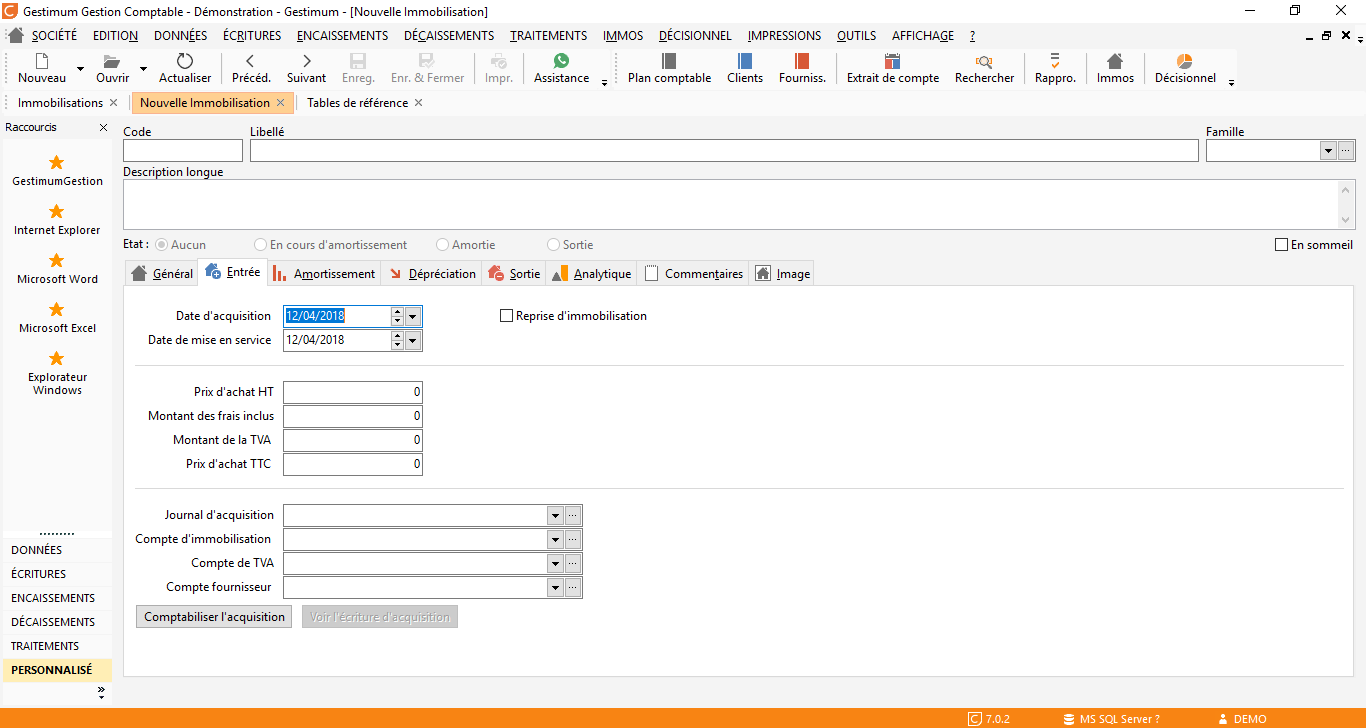 Gestimum Gestion Comptable - Démonstration - Gestimum - [Nouvelle Immobilisation]
SOCIÉTÉ EDITION DONNÉES ÉCRITURES ENCAISSEMENTS DÉCAISSEMENTS TRAITEMENTS IMMOS DÉCISIONNEL IMPRESSIONS OUTILS AFFICHAGE ?
Nouveau Ouvrir Actualiser Précéd. Suivant Enreg. Enr. & Fermer Impr. Assistance Plan comptable Clients Fourniss. Extrait de compte Rechercher Rappro. Immos Décisionnel
Immobilisations Nouvelle Immobilisation Tables de référence
Raccourcis
GestimumGestion
Internet Explorer
Microsoft Word
Microsoft Excel
Explorateur
Windows
DONNÉES
ÉCRITURES
ENCAISSEMENTS
DÉCAISSEMENTS
TRAITEMENTS
PERSONNALISÉ
Code Libellé Famille
Description longue
Etat : Aucun En cours d'amortissement Amortie Sortie En sommeil
Général Entrée Amortissement Dépréciation Sortie Analytique Commentaires Image
Date d'acquisition 12/04/2018 Reprise d'immobilisation
Date de mise en service 12/04/2018
Prix d'achat HT 0
Montant des frais inclus 0
Montant de la TVA 0
Prix d'achat TTC 0
Journal d'acquisition
Compte d'immobilisation
Compte de TVA
Compte fournisseur
Comptabiliser l'acquisition Voir l'écriture d'acquisition
7.0.2 MS SQL Server ? DEMO